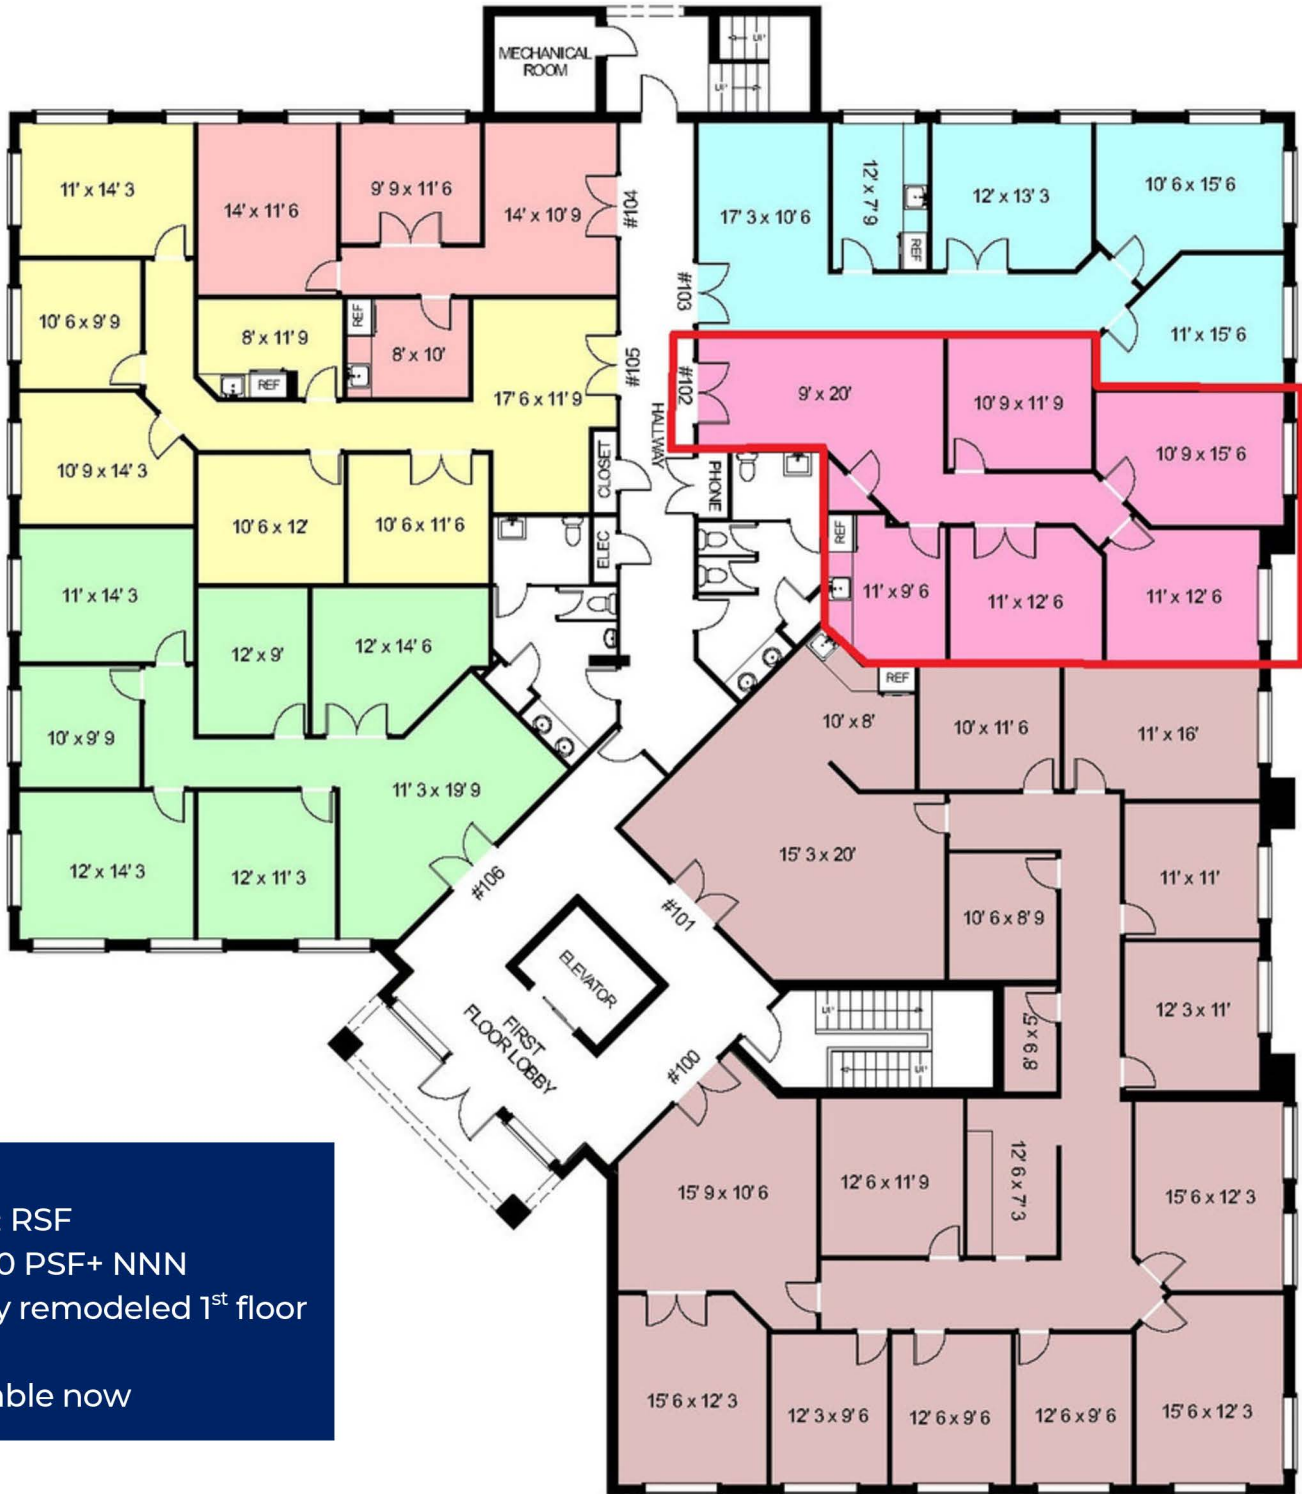 MECHANICAL
ROOM
UP
UP
11' x 14' 3
14' x 11' 6
9' 9 x 11' 6
14' x 10' 9
#104
17' 3 x 10' 6
12' x 7' 9
REF
12' x 13' 3
10' 6 x 15' 6
#103
10' 6 x 9' 9
8' x 11' 9
REF
REF
8' x 10'
17' 6 x 11' 9
#105
11' x 15' 6
#102
9' x 20'
10' 9 x 11' 9
10' 9 x 15' 6
HALLWAY
10' 9 x 14' 3
10' 6 x 12'
10' 6 x 11' 6
CLOSET
PHONE
ELEC
REF
11' x 9' 6
11' x 12' 6
11' x 12' 6
11' x 14' 3
12' x 9'
12' x 14' 6
REF
10' x 9' 9
11' 3 x 19' 9
10' x 8'
10' x 11' 6
11' x 16'
12' x 14' 3
12' x 11' 3
#106
15' 3 x 20'
#101
10' 6 x 8' 9
11' x 11'
ELEVATOR
FIRST
FLOOR LOBBY
#100
UP
UP
5' x 6' 8
12' 3 x 11'
15' 9 x 10' 6
12' 6 x 11' 9
12' 6 x 7' 3
15' 6 x 12' 3
15' 6 x 12' 3
12' 3 x 9' 6
12' 6 x 9' 6
12' 6 x 9' 6
15' 6 x 12' 3
RSF
0 PSF+ NNN
y remodeled 1st floor
ble now